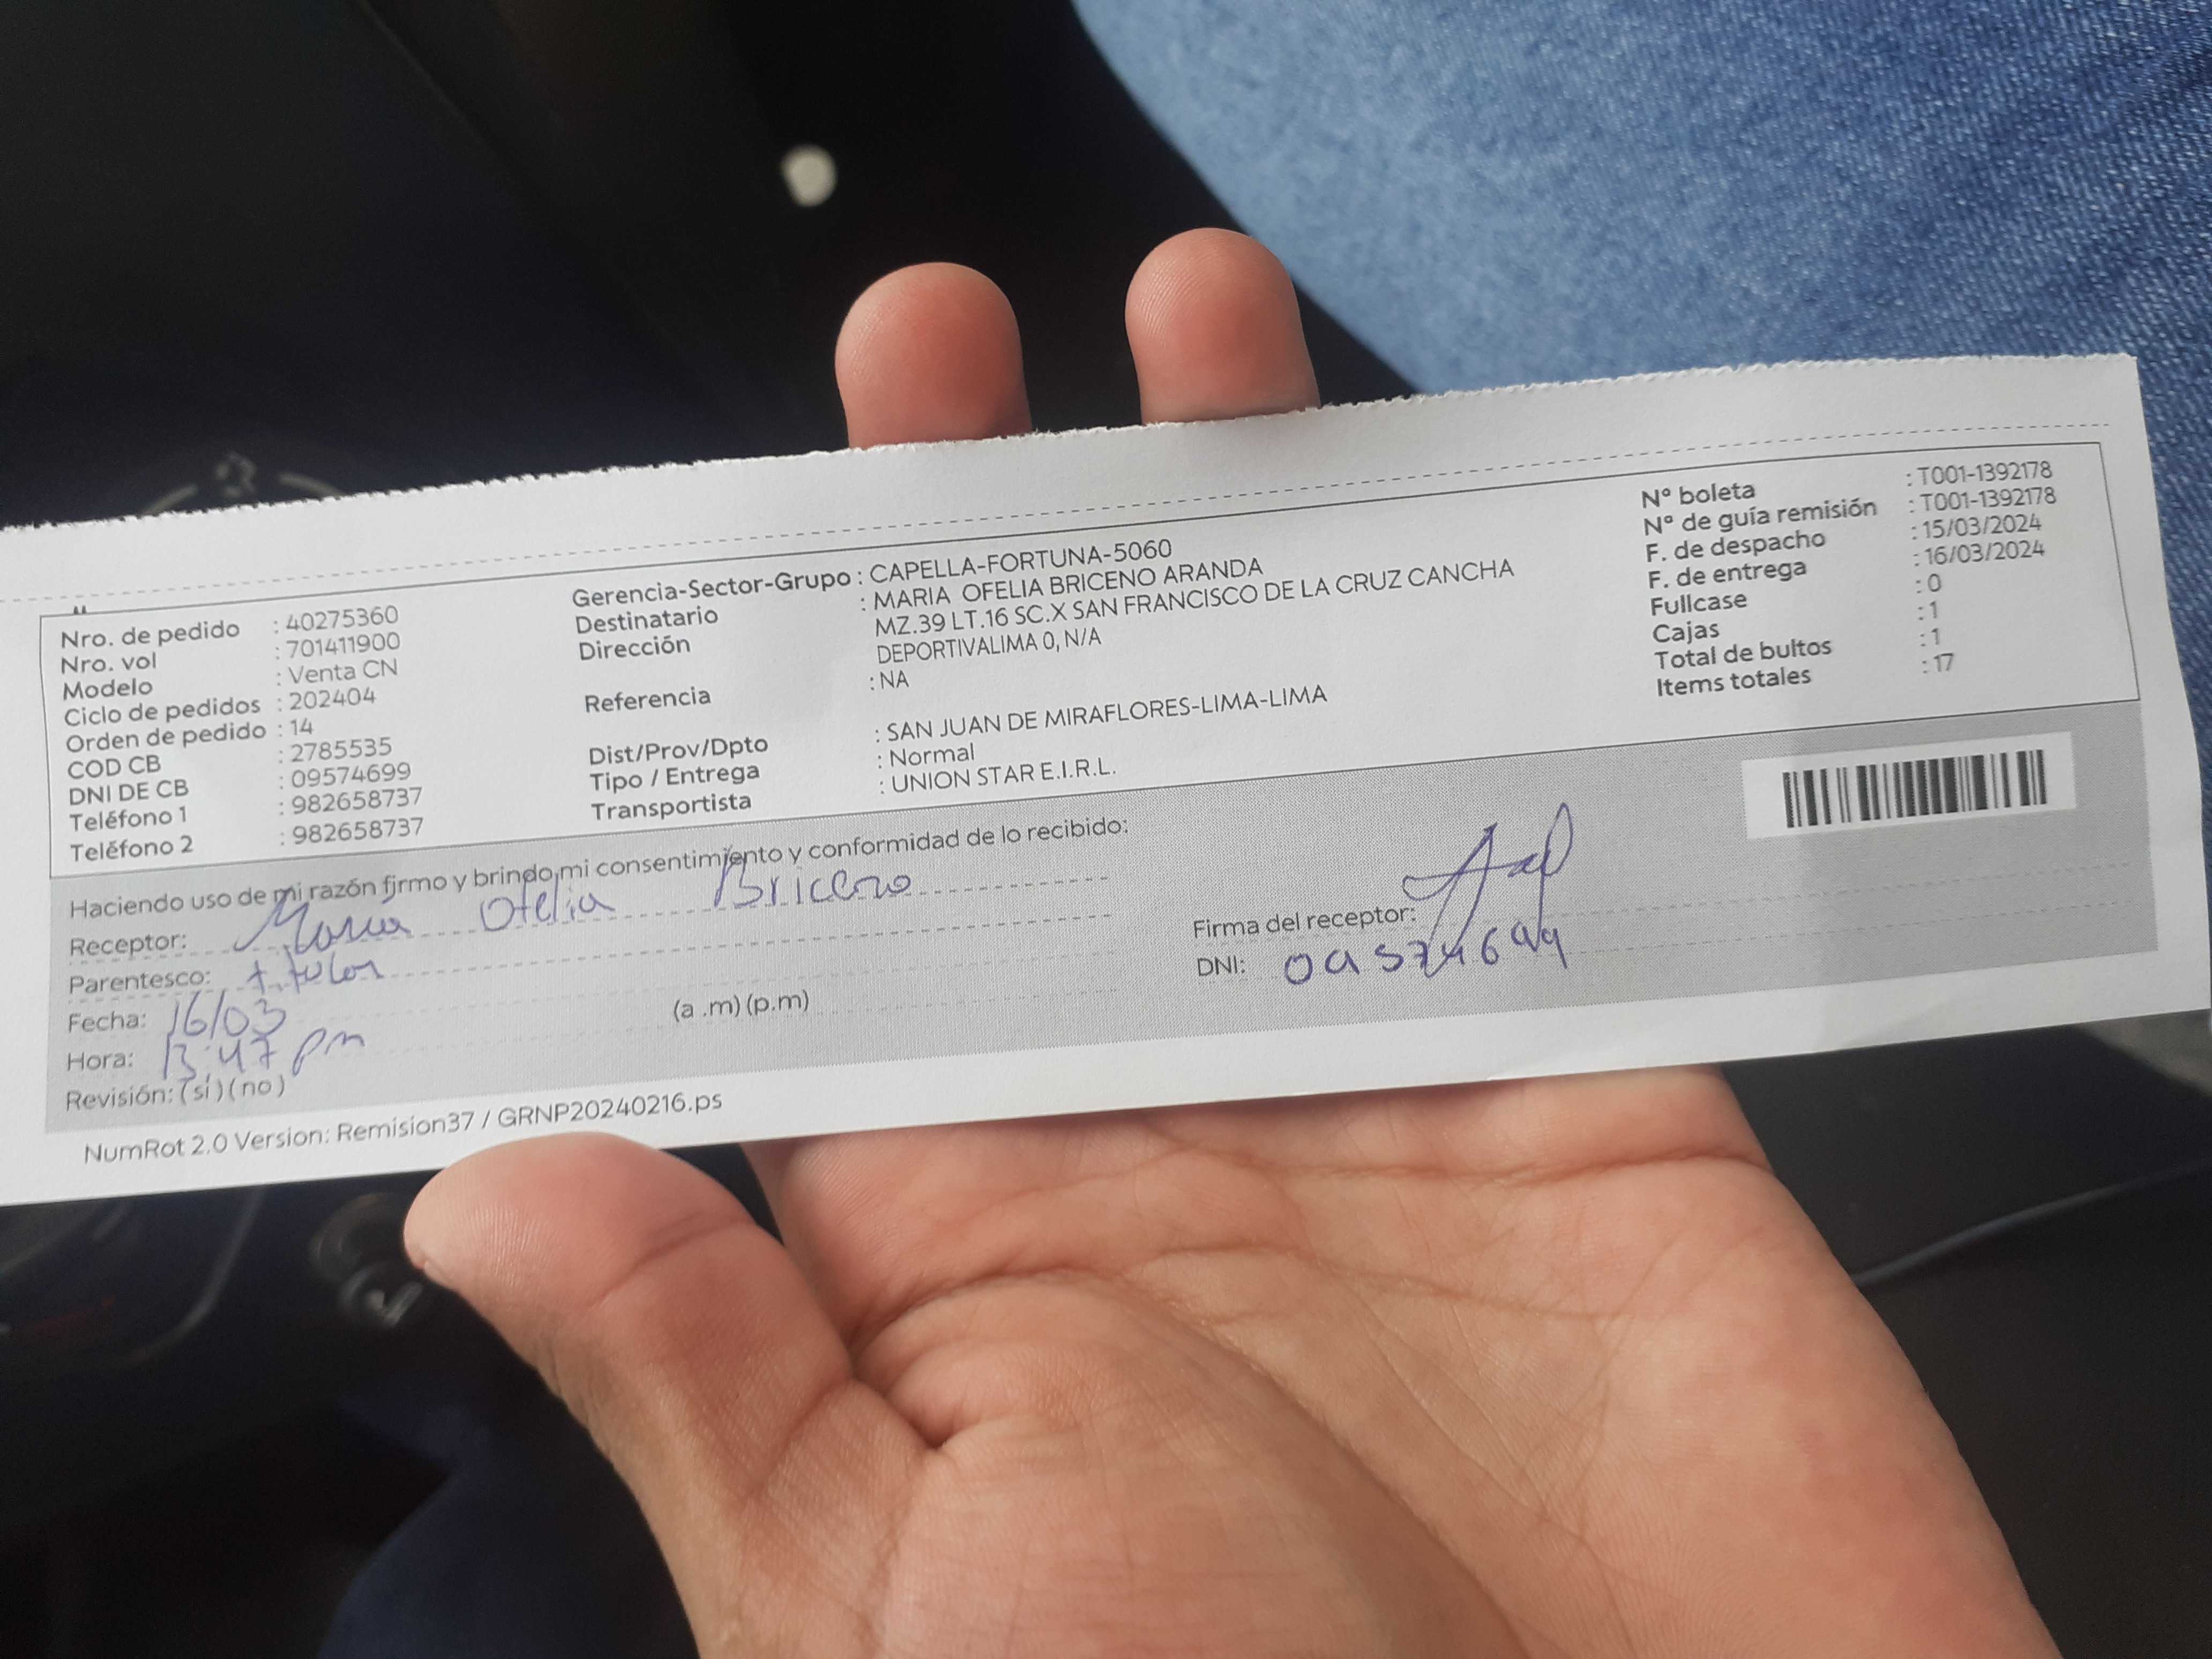 Nro. de pedido : 40275360
Nro. vol : 701411900
Modelo : Venta CN
Ciclo de pedidos : 202404
Orden de pedido : 14
COD CB : 2785535
DNI DE CB : 09574699
Teléfono 1 : 982658737
Teléfono 2 : 982658737
Gerencia-Sector-Grupo : CAPELLA-FORTUNA-5060
Destinatario : MARIA OFELIA BRICENO ARANDA
Dirección MZ.39 LT.16 SC.X SAN FRANCISCO DE LA CRUZ CANCHA
DEPORTIVALIMA 0, N/A
Referencia : NA
Dist/Prov/Dpto : SAN JUAN DE MIRAFLORES-LIMA-LIMA
Tipo / Entrega : Normal
Transportista : UNION STAR E.I.R.L.
Nº boleta : T001-1392178
Nº de guía remisión : T001-1392178
F. de despacho : 15/03/2024
F. de entrega : 16/03/2024
Fullcase : 0
Cajas : 1
Total de bultos : 1
Items totales : 17
Haciendo uso de mi razón firmo y brindo mi consentimiento y conformidad de lo recibido:
Receptor: Maria Ofelia Briceno
Parentesco: titular
Fecha: 16/03
Hora: 13:47 pm (a .m) (p.m)
Revisión: (sí) (no)
Firma del receptor:
DNI: 09574699
NumRot 2.0 Version: Remision37 / GRNP20240216.ps